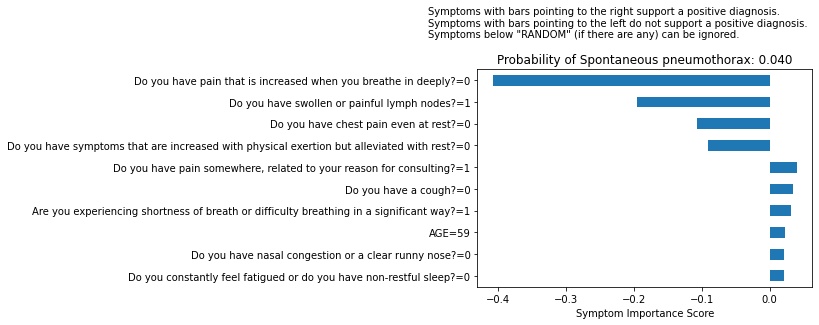 Symptoms with bars pointing to the right support a positive diagnosis.
Symptoms with bars pointing to the left do not support a positive diagnosis.
Symptoms below "RANDOM" (if there are any) can be ignored.
Probability of Spontaneous pneumothorax: 0.040
Do you have pain that is increased when you breathe in deeply?=0
Do you have swollen or painful lymph nodes?=1
Do you have chest pain even at rest?=0
Do you have symptoms that are increased with physical exertion but alleviated with rest?=0
Do you have pain somewhere, related to your reason for consulting?=1
Do you have a cough?=0
Are you experiencing shortness of breath or difficulty breathing in a significant way?=1
AGE=59
Do you have nasal congestion or a clear runny nose?=0
Do you constantly feel fatigued or do you have non-restful sleep?=0
−0.4 −0.3 −0.2 −0.1 0.0
Symptom Importance Score